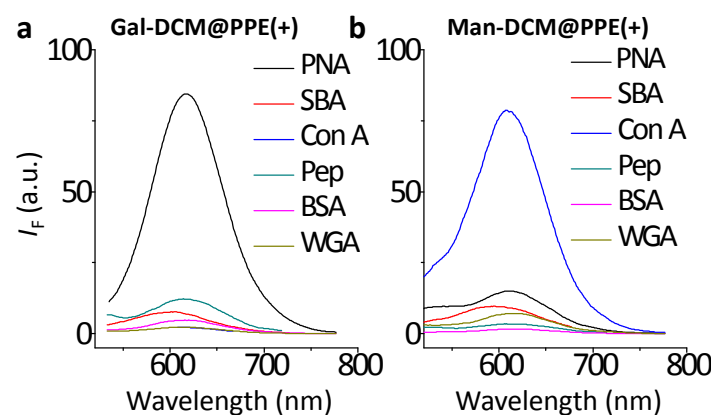 a Gal-DCM@PPE(+)
100
50
0
I_F (a.u.)
PNA
SBA
Con A
Pep
BSA
WGA
600 700 800
Wavelength (nm)
b Man-DCM@PPE(+)
100
50
0
PNA
SBA
Con A
Pep
BSA
WGA
600 700 800
Wavelength (nm)